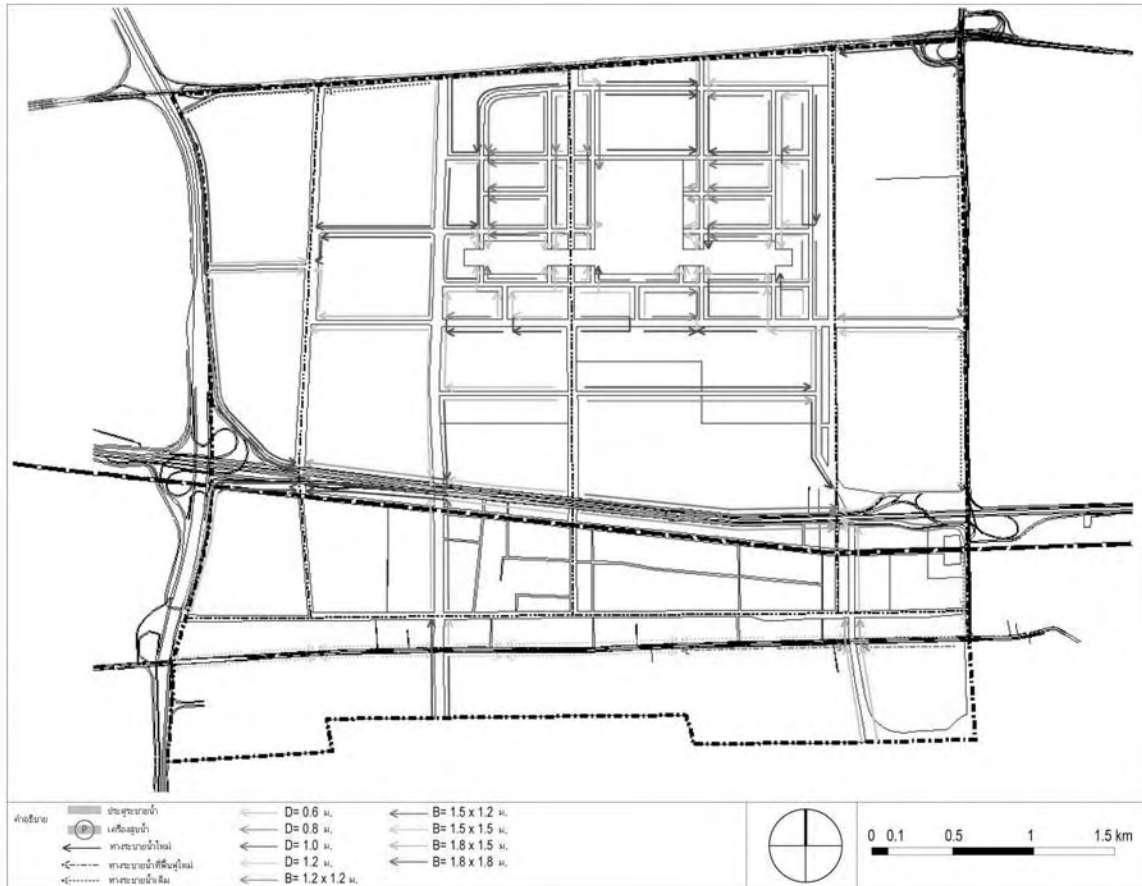 คำอธิบาย
ประตูระบายน้ำ
P เครื่องสูบน้ำ
ทางระบายน้ำใหม่
ทางระบายน้ำที่ฟื้นฟูใหม่
ทางระบายน้ำเดิม
D= 0.6 ม.
D= 0.8 ม.
D= 1.0 ม.
D= 1.2 ม.
B= 1.2 x 1.2 ม.
B= 1.5 x 1.2 ม.
B= 1.5 x 1.5 ม.
B= 1.8 x 1.5 ม.
B= 1.8 x 1.8 ม.
0 0.1 0.5 1 1.5 km